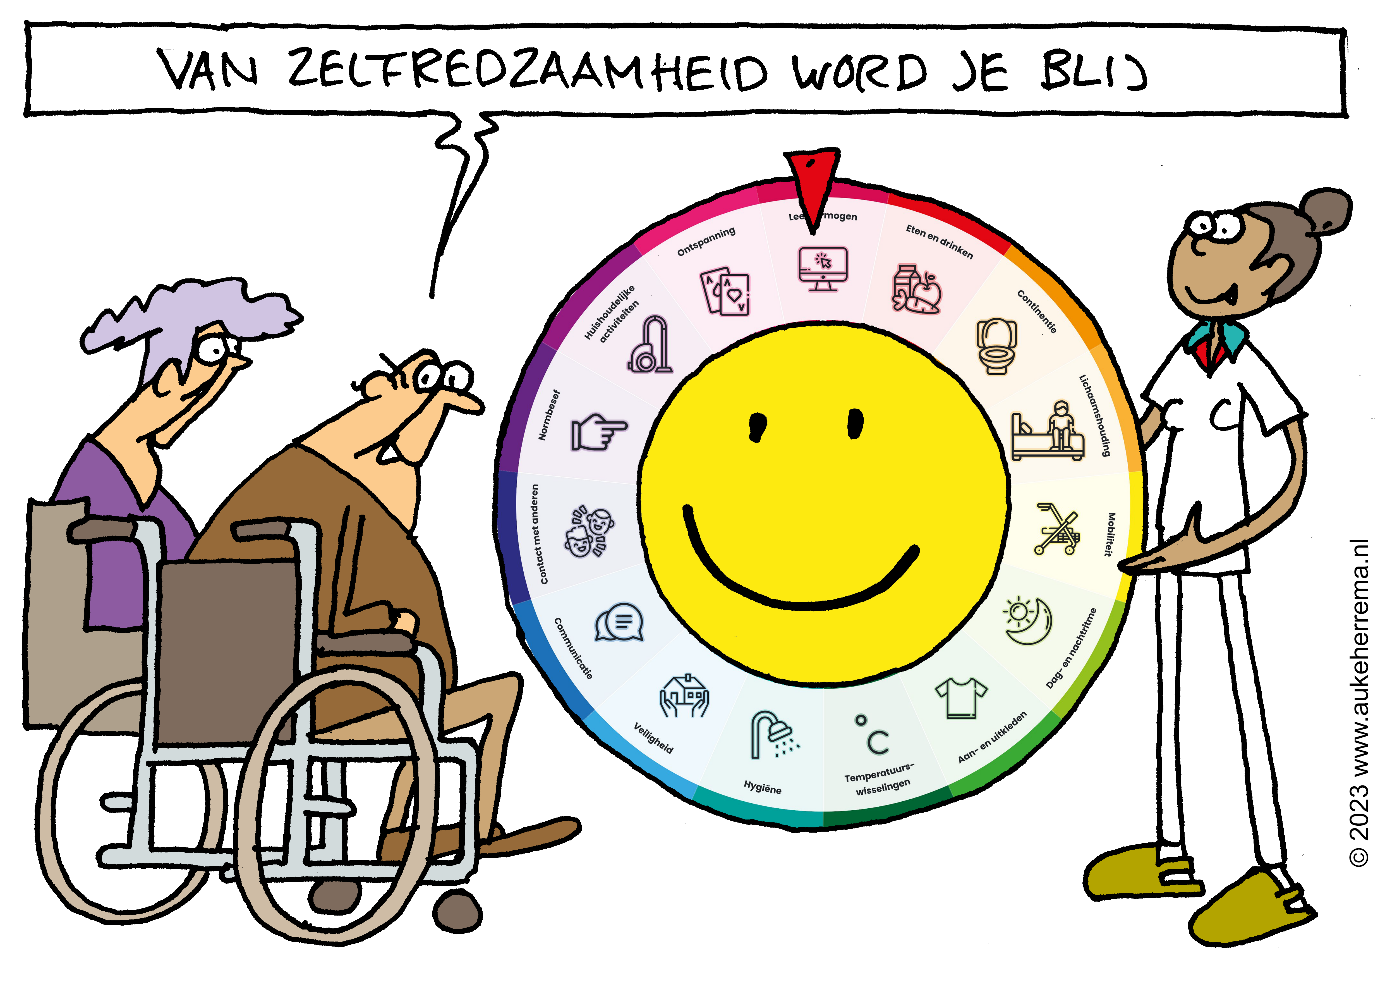 VAN ZELFREDZAAMHEID WORD JE BLIJ
Eten en drinken
Continentie
Lichaamshouding
Mobiliteit
Dag- en nachtritme
Aan- en uitkleden
Temperatuurs-
wisselingen
Hygiëne
Veiligheid
Communicatie
Contact met anderen
Normbesef
Huishoudelijke
activiteiten
Ontspanning
A
A
A
°C
© 2023 www.aukeherrema.nl